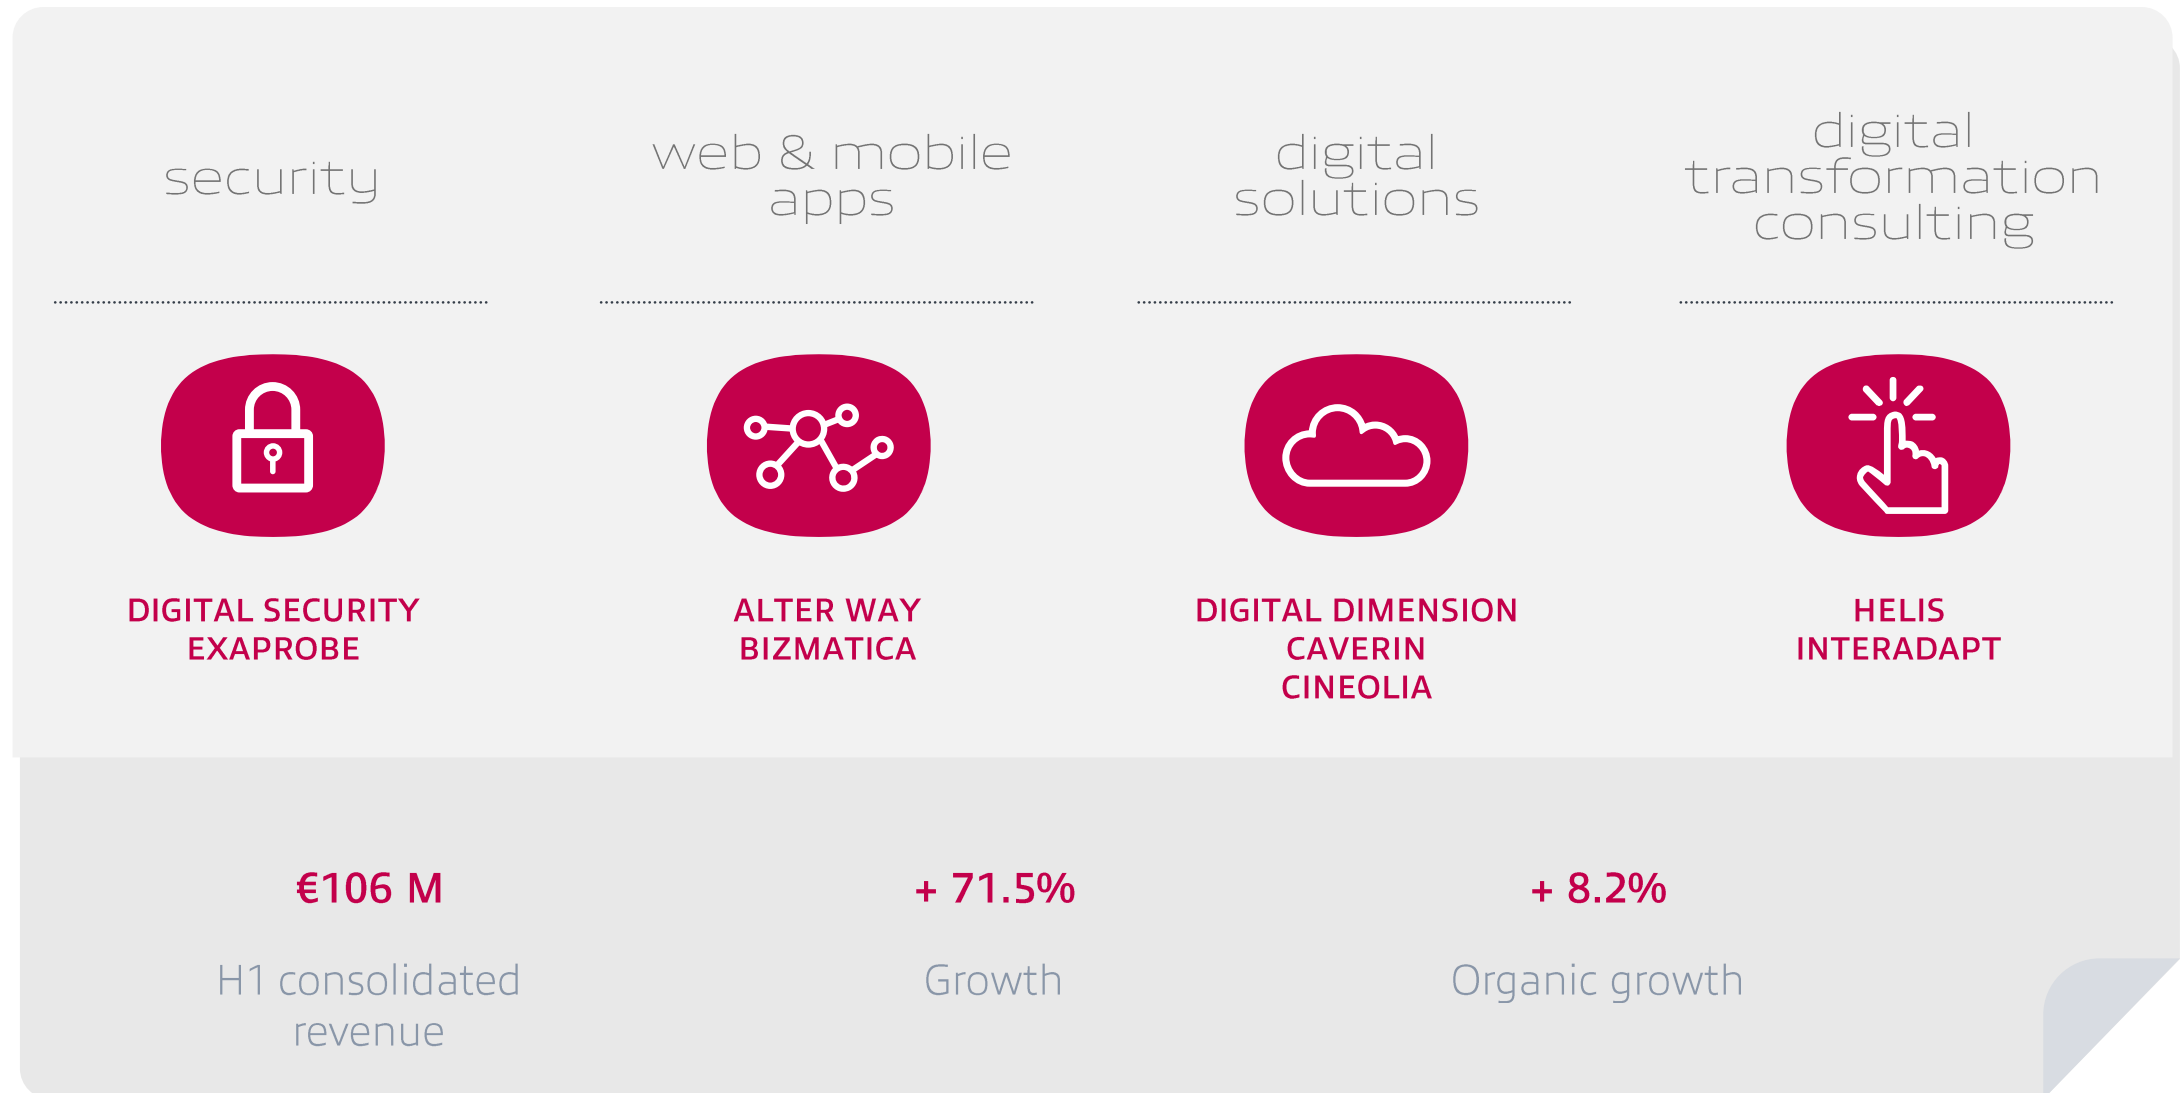 security
web & mobile
apps
digital
solutions
digital
transformation
consulting
DIGITAL SECURITY
EXAPROBE
ALTER WAY
BIZMATICA
DIGITAL DIMENSION
CAVERIN
CINEOLIA
HELIS
INTERADAPT
€106 M
H1 consolidated
revenue
+ 71.5%
Growth
+ 8.2%
Organic growth